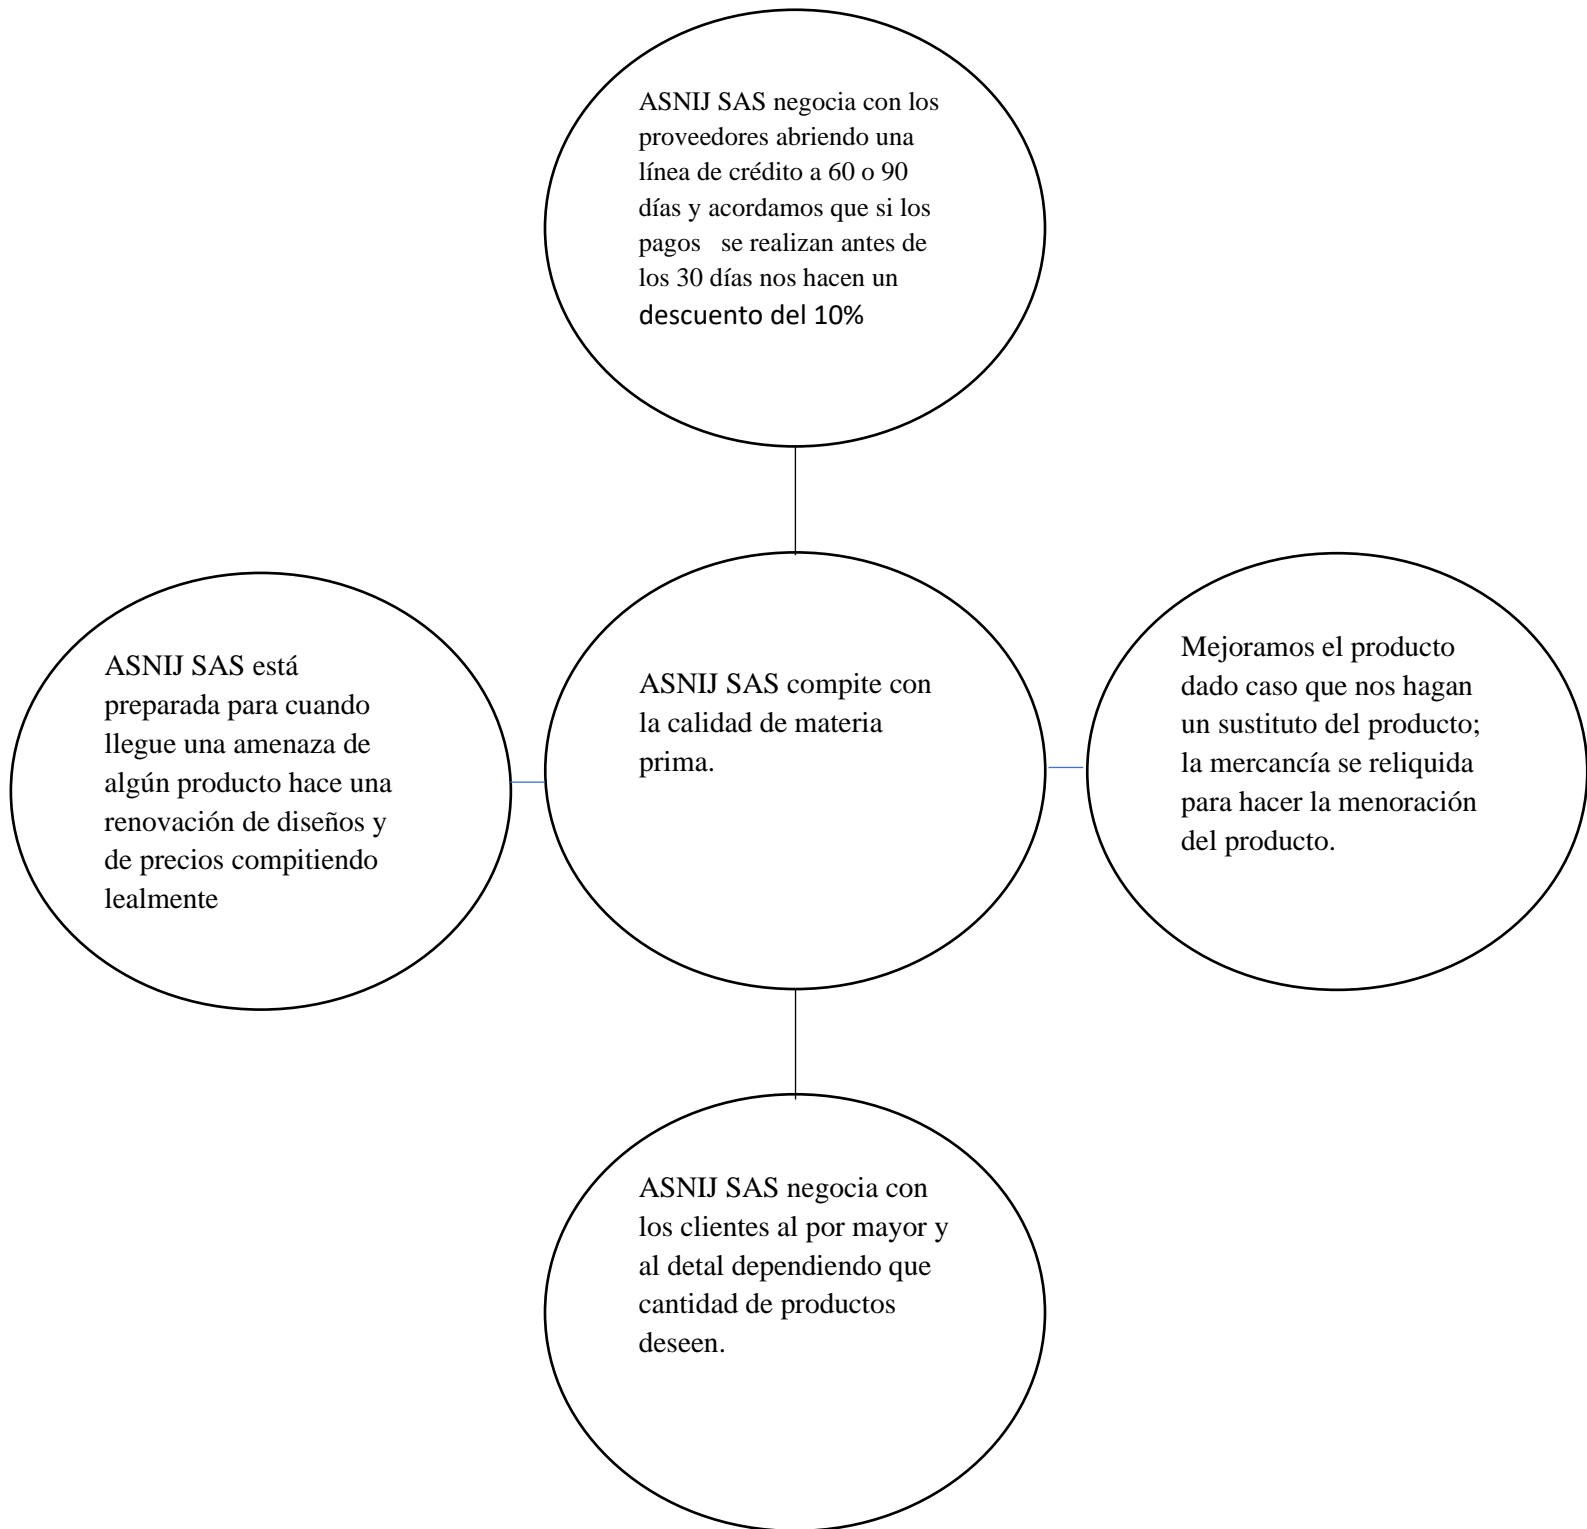 ASNIJ SAS negocia con los
proveedores abriendo una
línea de crédito a 60 o 90
días y acordamos que si los
pagos   se realizan antes de
los 30 días nos hacen un
descuento del 10%
ASNIJ SAS está
preparada para cuando
llegue una amenaza de
algún producto hace una
renovación de diseños y
de precios compitiendo
lealmente
ASNIJ SAS compite con
la calidad de materia
prima.
Mejoramos el producto
dado caso que nos hagan
un sustituto del producto;
la mercancía se reliquida
para hacer la menoración
del producto.
ASNIJ SAS negocia con
los clientes al por mayor y
al detal dependiendo que
cantidad de productos
deseen.